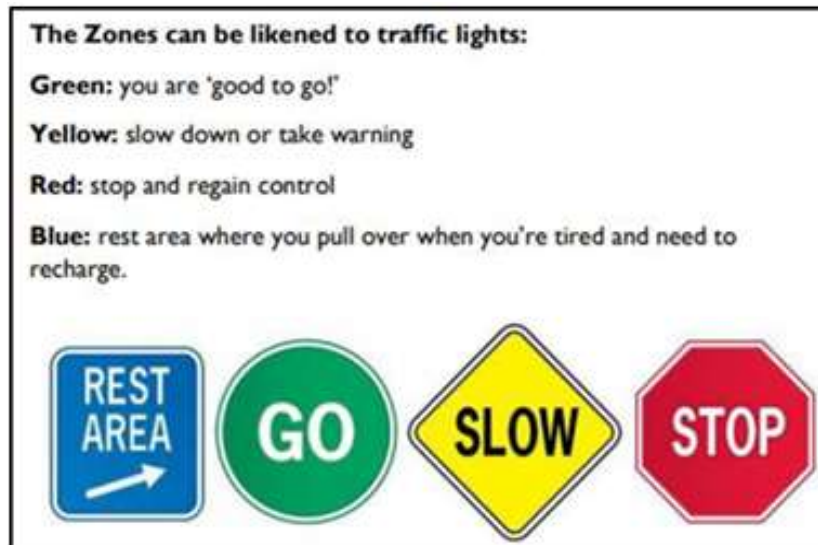 The Zones can be likened to traffic lights:
Green: you are ‘good to go!’
Yellow: slow down or take warning
Red: stop and regain control
Blue: rest area where you pull over when you’re tired and need to
recharge.
REST
AREA
GO
SLOW
STOP